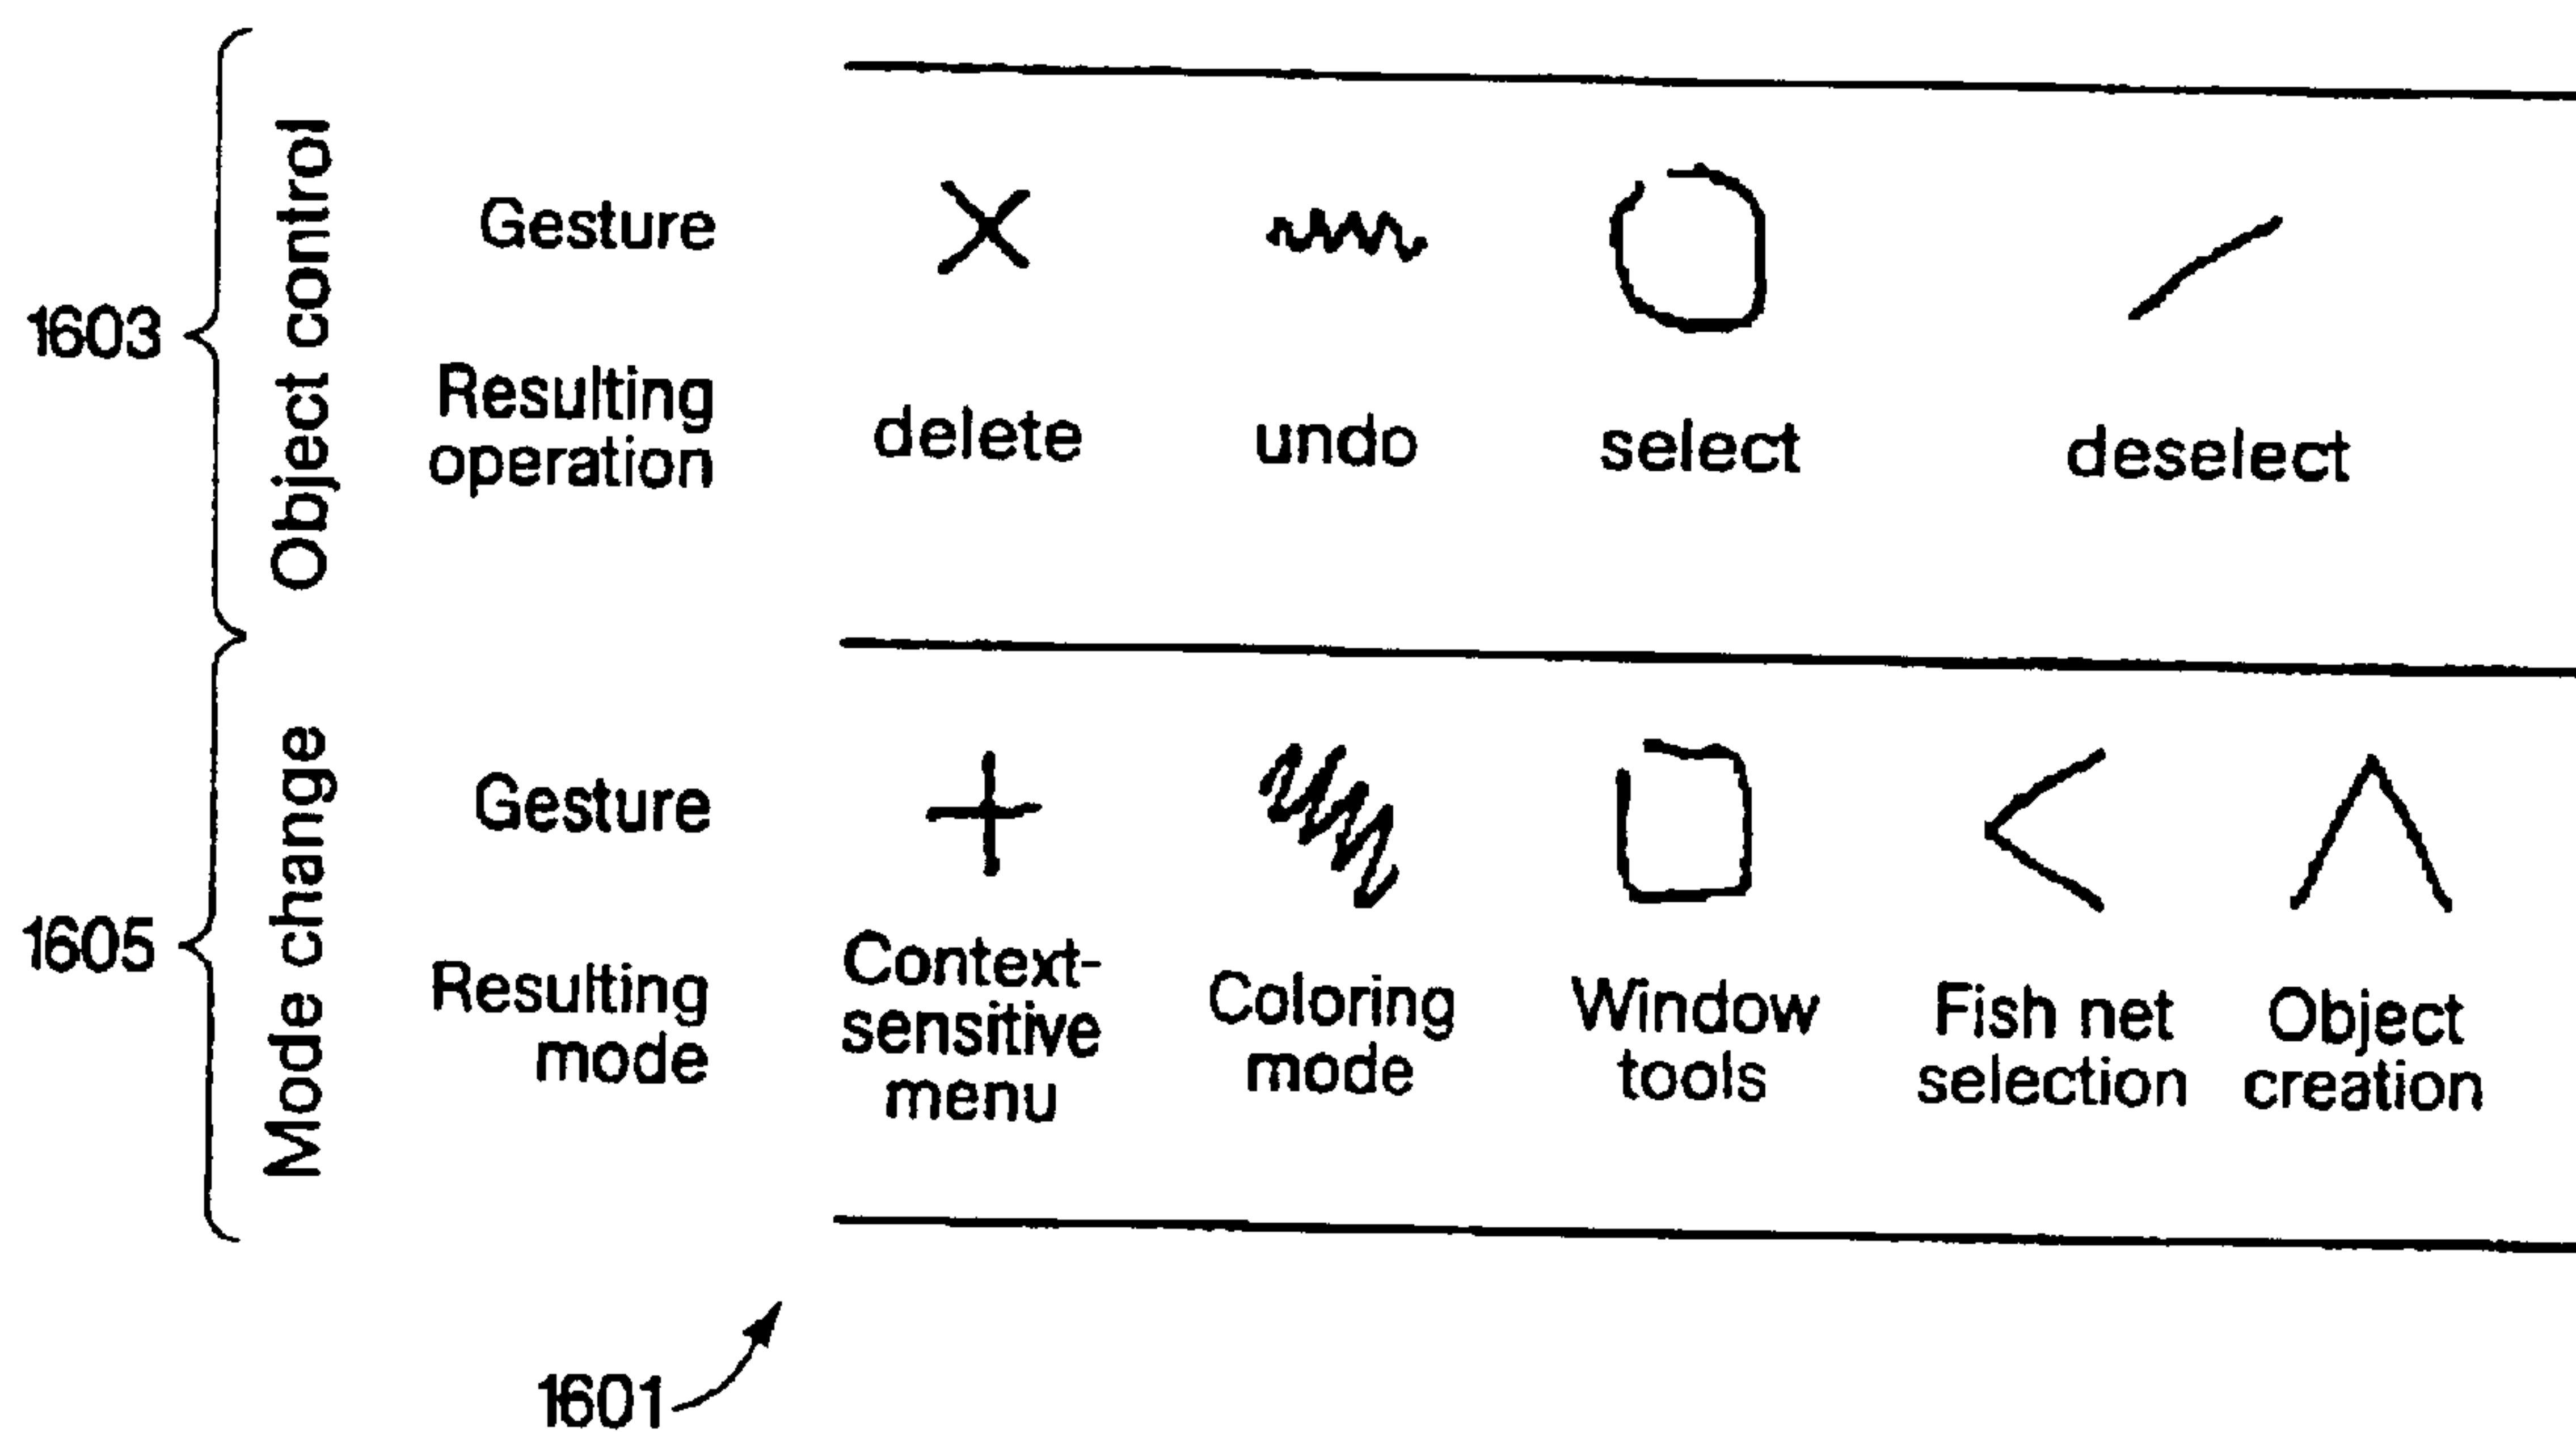 1603
Object control
Gesture
Resulting
operation
delete
undo
select
deselect
1605
Mode change
Gesture
Resulting
mode
Context-
sensitive
menu
Coloring
mode
Window
tools
Fish net
selection
Object
creation
1601